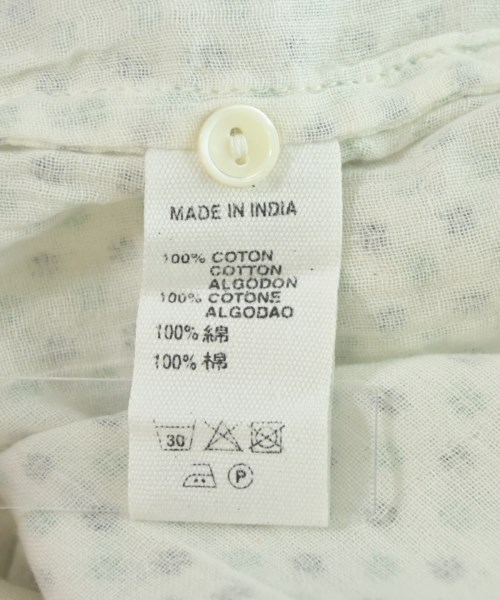 MADE IN INDIA
100% COTON
COTTON
ALGODON
100% COTONE
ALGODAO
100% 綿
100% 棉
30
P